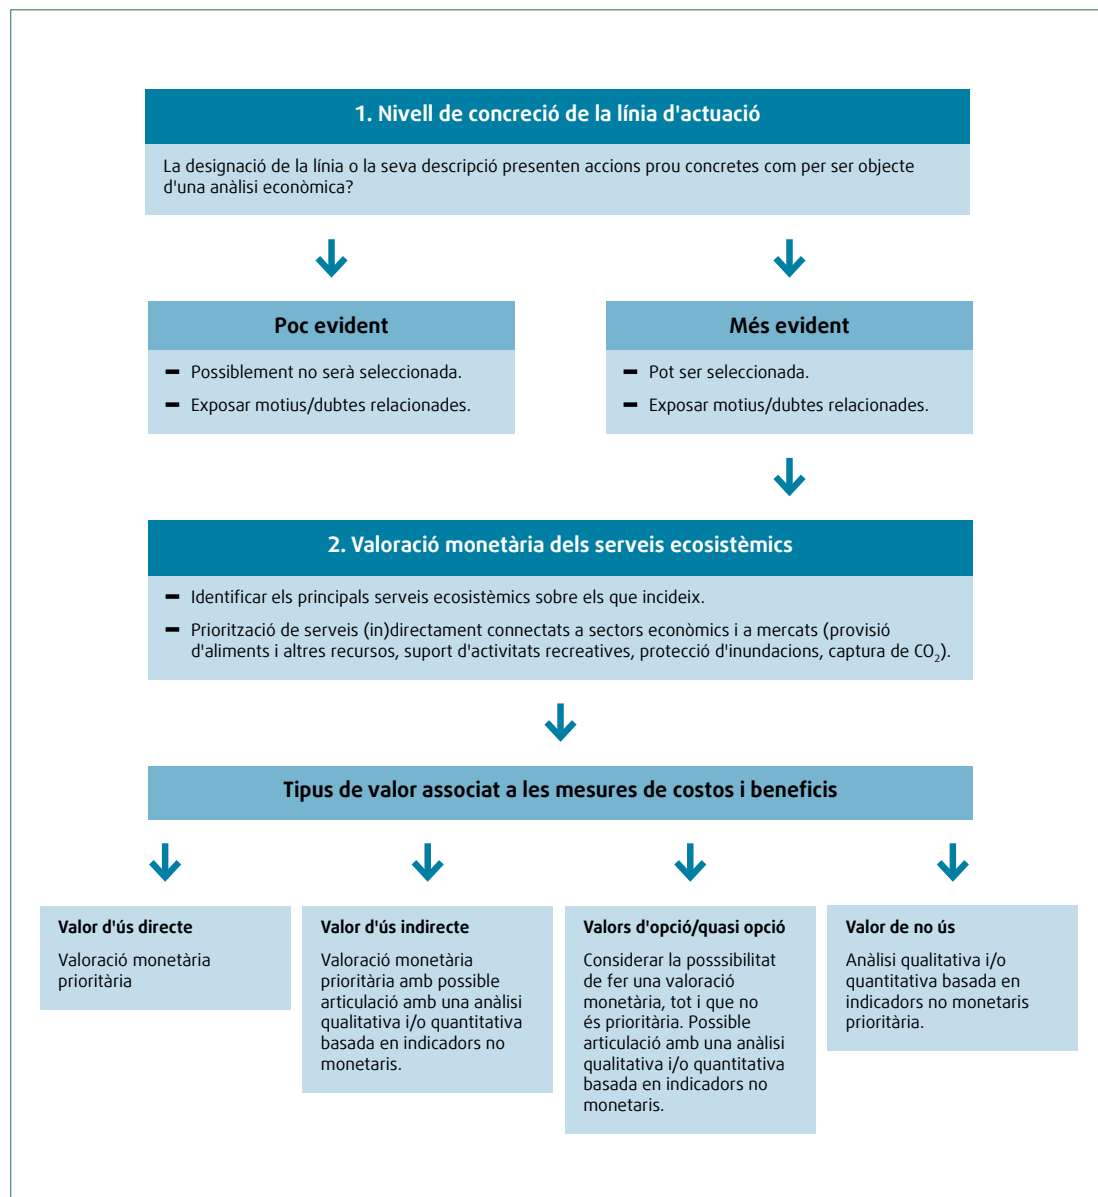 1. Nivell de concreció de la línia d'actuació
La designació de la línia o la seva descripció presenten accions prou concretes com per ser objecte
d'una anàlisi econòmica?
Poc evident
– Possiblement no serà seleccionada.
– Exposar motius/dubtes relacionades.
Més evident
– Pot ser seleccionada.
– Exposar motius/dubtes relacionades.
2. Valoració monetària dels serveis ecosistèmics
– Identificar els principals serveis ecosistèmics sobre els que incideix.
– Priorització de serveis (in)directament connectats a sectors econòmics i a mercats (provisió
d'aliments i altres recursos, suport d'activitats recreatives, protecció d'inundacions, captura de CO₂).
Tipus de valor associat a les mesures de costos i beneficis
Valor d'ús directe
Valoració monetària
prioritària
Valor d'ús indirecte
Valoració monetària
prioritària amb possible
articulació amb una anàlisi
qualitativa i/o quantitativa
basada en indicadors no
monetaris.
Valors d'opció/quasi opció
Considerar la posssibilitat
de fer una valoració
monetària, tot i que no
és prioritària. Possible
articulació amb una anàlisi
qualitativa i/o quantitativa
basada en indicadors no
monetaris.
Valor de no ús
Anàlisi qualitativa i/o
quantitativa basada en
indicadors no monetaris
prioritària.